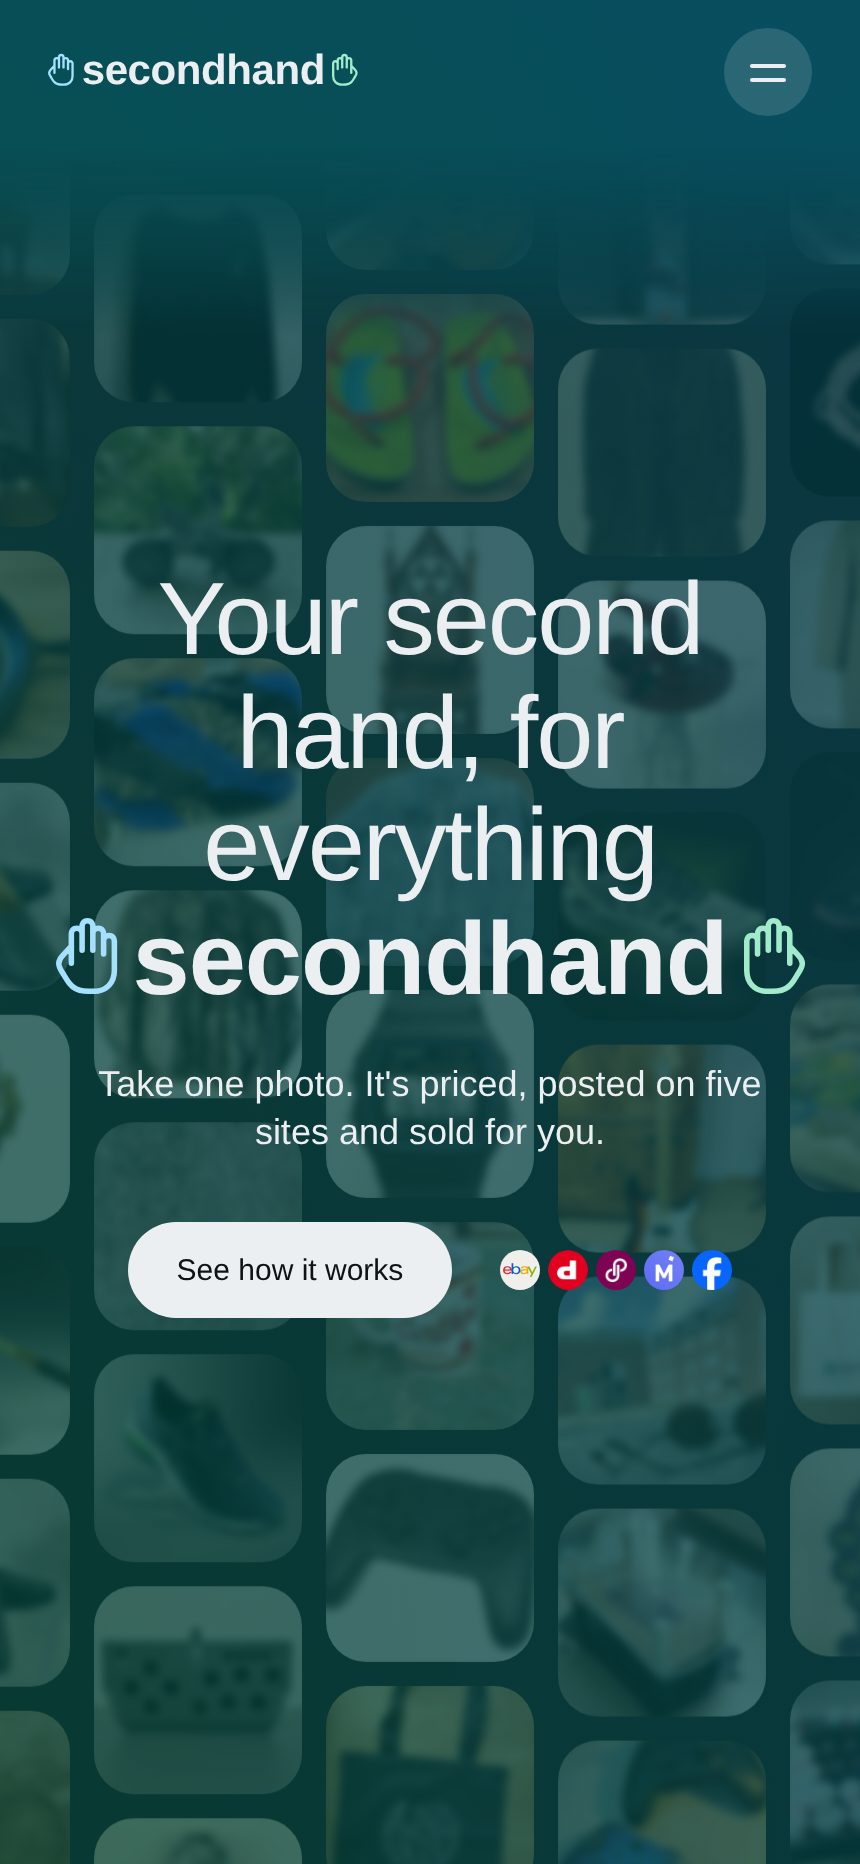 secondhand
Your second
hand, for
everything
secondhand
Take one photo. It's priced, posted on five
sites and sold for you.
See how it works
ebay